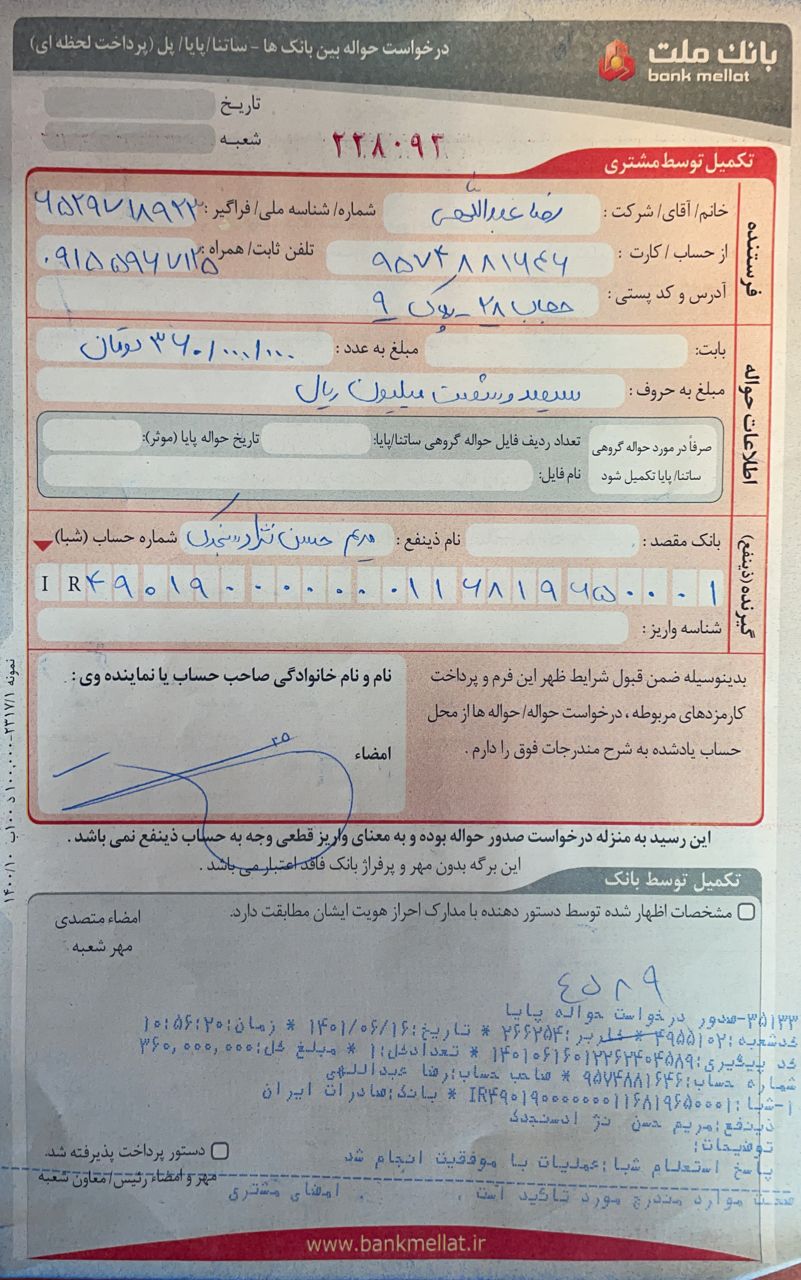 درخواست حواله بین بانک ها - ساتنا/پایا/ پل (پرداخت لحظه ای)
بانک ملت
bank mellat
تاریخ
شعبه
۲۲۸۰۹۲
تکمیل توسط مشتری
فرستنده
خانم/ آقای/ شرکت : رضا عبداللهی شماره/ شناسه ملی/ فراگیر :
از حساب / کارت : ۹۵۷۴۸۸۱۶۴۶ تلفن ثابت/ همراه :
آدرس و کد پستی : حجاب ۲۸ - پلاک ۹
اطلاعات حواله
بابت : مبلغ به عدد : ۳۶۰/۰۰۰/۰۰۰ تومان
مبلغ به حروف : سیصد و شصت میلیون ریال
صرفاً در مورد حواله گروهی ساتنا/ پایا تکمیل شود
تعداد ردیف فایل حواله گروهی ساتنا/پایا: تاریخ حواله پایا (موثر):
نام فایل:
گیرنده (ذینفع)
بانک مقصد : نام ذینفع : مریم حسن نژاد سنجدک شماره حساب (شبا)
IR ۴۹۰۱۹۰۰۰۰۰۰۰۱۱۶۸۱۹۶۵۰۰۰۱
شناسه واریز :
بدینوسیله ضمن قبول شرایط ظهر این فرم و پرداخت
کارمزدهای مربوطه ، درخواست حواله/ حواله ها از محل
حساب یادشده به شرح مندرجات فوق را دارم .
نام و نام خانوادگی صاحب حساب یا نماینده وی :
امضاء
این رسید به منزله درخواست صدور حواله بوده و به معنای واریز قطعی وجه به حساب ذینفع نمی باشد .
این برگه بدون مهر و پرفراژ بانک فاقد اعتبار می باشد .
نمونه ۲۳۱۷/۱-۱۰۰,۰۰۰ د ۱۰۰ ب ۱۴۰۰/۱۰
تکمیل توسط بانک
مشخصات اظهار شده توسط دستور دهنده با مدارک احراز هویت ایشان مطابقت دارد.
امضاء متصدی
مهر شعبه
۴۵۸۹
۳۵۱۳۳-صدور درخواست حواله پایا
کدشعبه:۴۹۵۵۱۰۲ * کاربر:۲۶۶۲۵۴ * تاریخ:۱۴۰۱/۰۶/۱۶ * زمان:۱۰:۵۶:۲۰
کد پیگیری:۱۴۰۱۰۶۱۶۰۱۲۲۶۲۴۰۴۵۸۹ * تعدادکل:۱ * مبلغ کل:۳۶۰,۰۰۰,۰۰۰
شماره حساب:۹۵۷۴۸۸۱۶۴۶ * صاحب حساب:رضا عبداللهی
۱-شبا:IR۴۹۰۱۹۰۰۰۰۰۰۰۱۱۶۸۱۹۶۵۰۰۰۱ * بانک:صادرات ایران
ذینفع:مریم حسن نژ ادسنجدک
توضیحات:
پاسخ استعلام شبا:عملیات با موفقیت انجام شد
صحت موارد مندرج مورد تائید است . امضای مشتری
دستور پرداخت پذیرفته شد.
مهر و امضاء رئیس/ معاون شعبه
www.bankmellat.ir